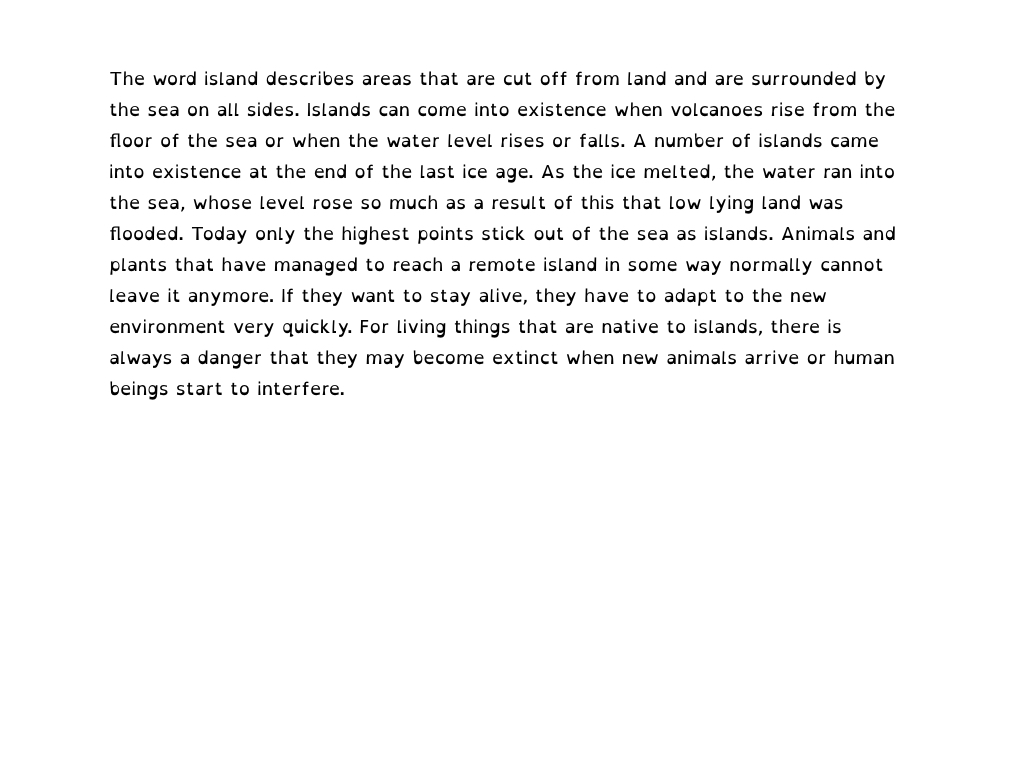 The word island describes areas that are cut off from land and are surrounded by
the sea on all sides. Islands can come into existence when volcanoes rise from the
floor of the sea or when the water level rises or falls. A number of islands came
into existence at the end of the last ice age. As the ice melted, the water ran into
the sea, whose level rose so much as a result of this that low lying land was
flooded. Today only the highest points stick out of the sea as islands. Animals and
plants that have managed to reach a remote island in some way normally cannot
leave it anymore. If they want to stay alive, they have to adapt to the new
environment very quickly. For living things that are native to islands, there is
always a danger that they may become extinct when new animals arrive or human
beings start to interfere.